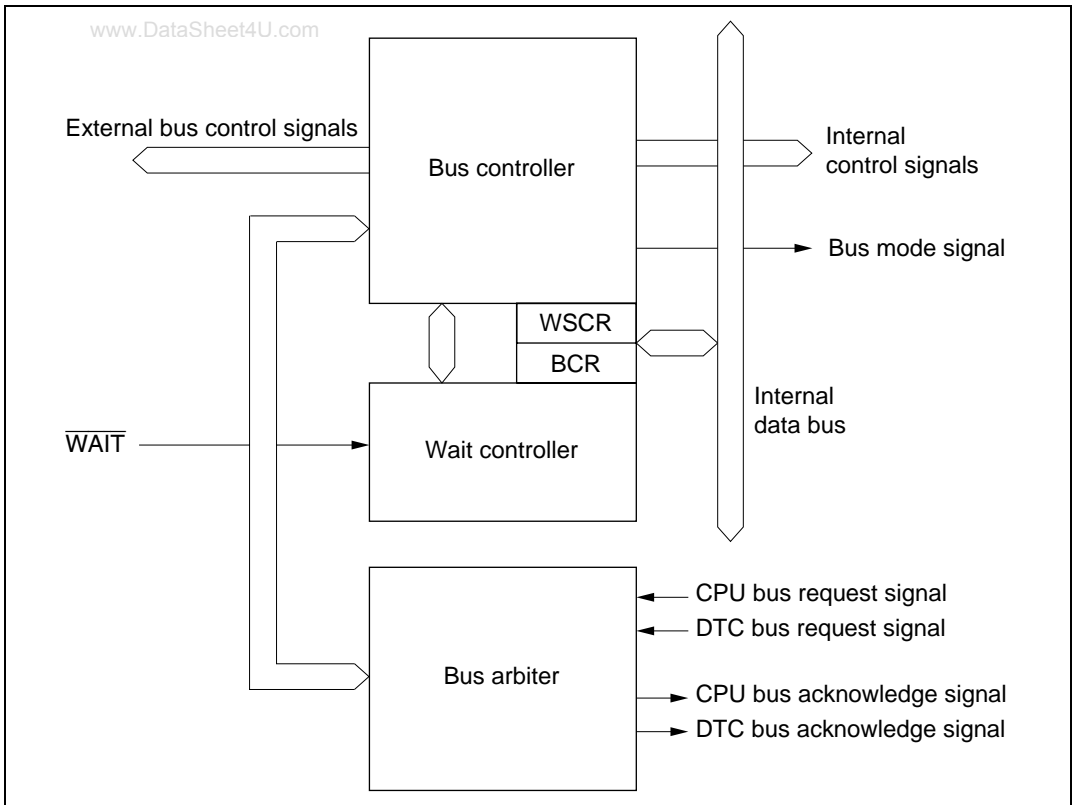 www.DataSheet4U.com
External bus control signals
Bus controller
Internal
control signals
Bus mode signal
WSCR
BCR
Internal
data bus
WAIT
Wait controller
CPU bus request signal
DTC bus request signal
Bus arbiter
CPU bus acknowledge signal
DTC bus acknowledge signal